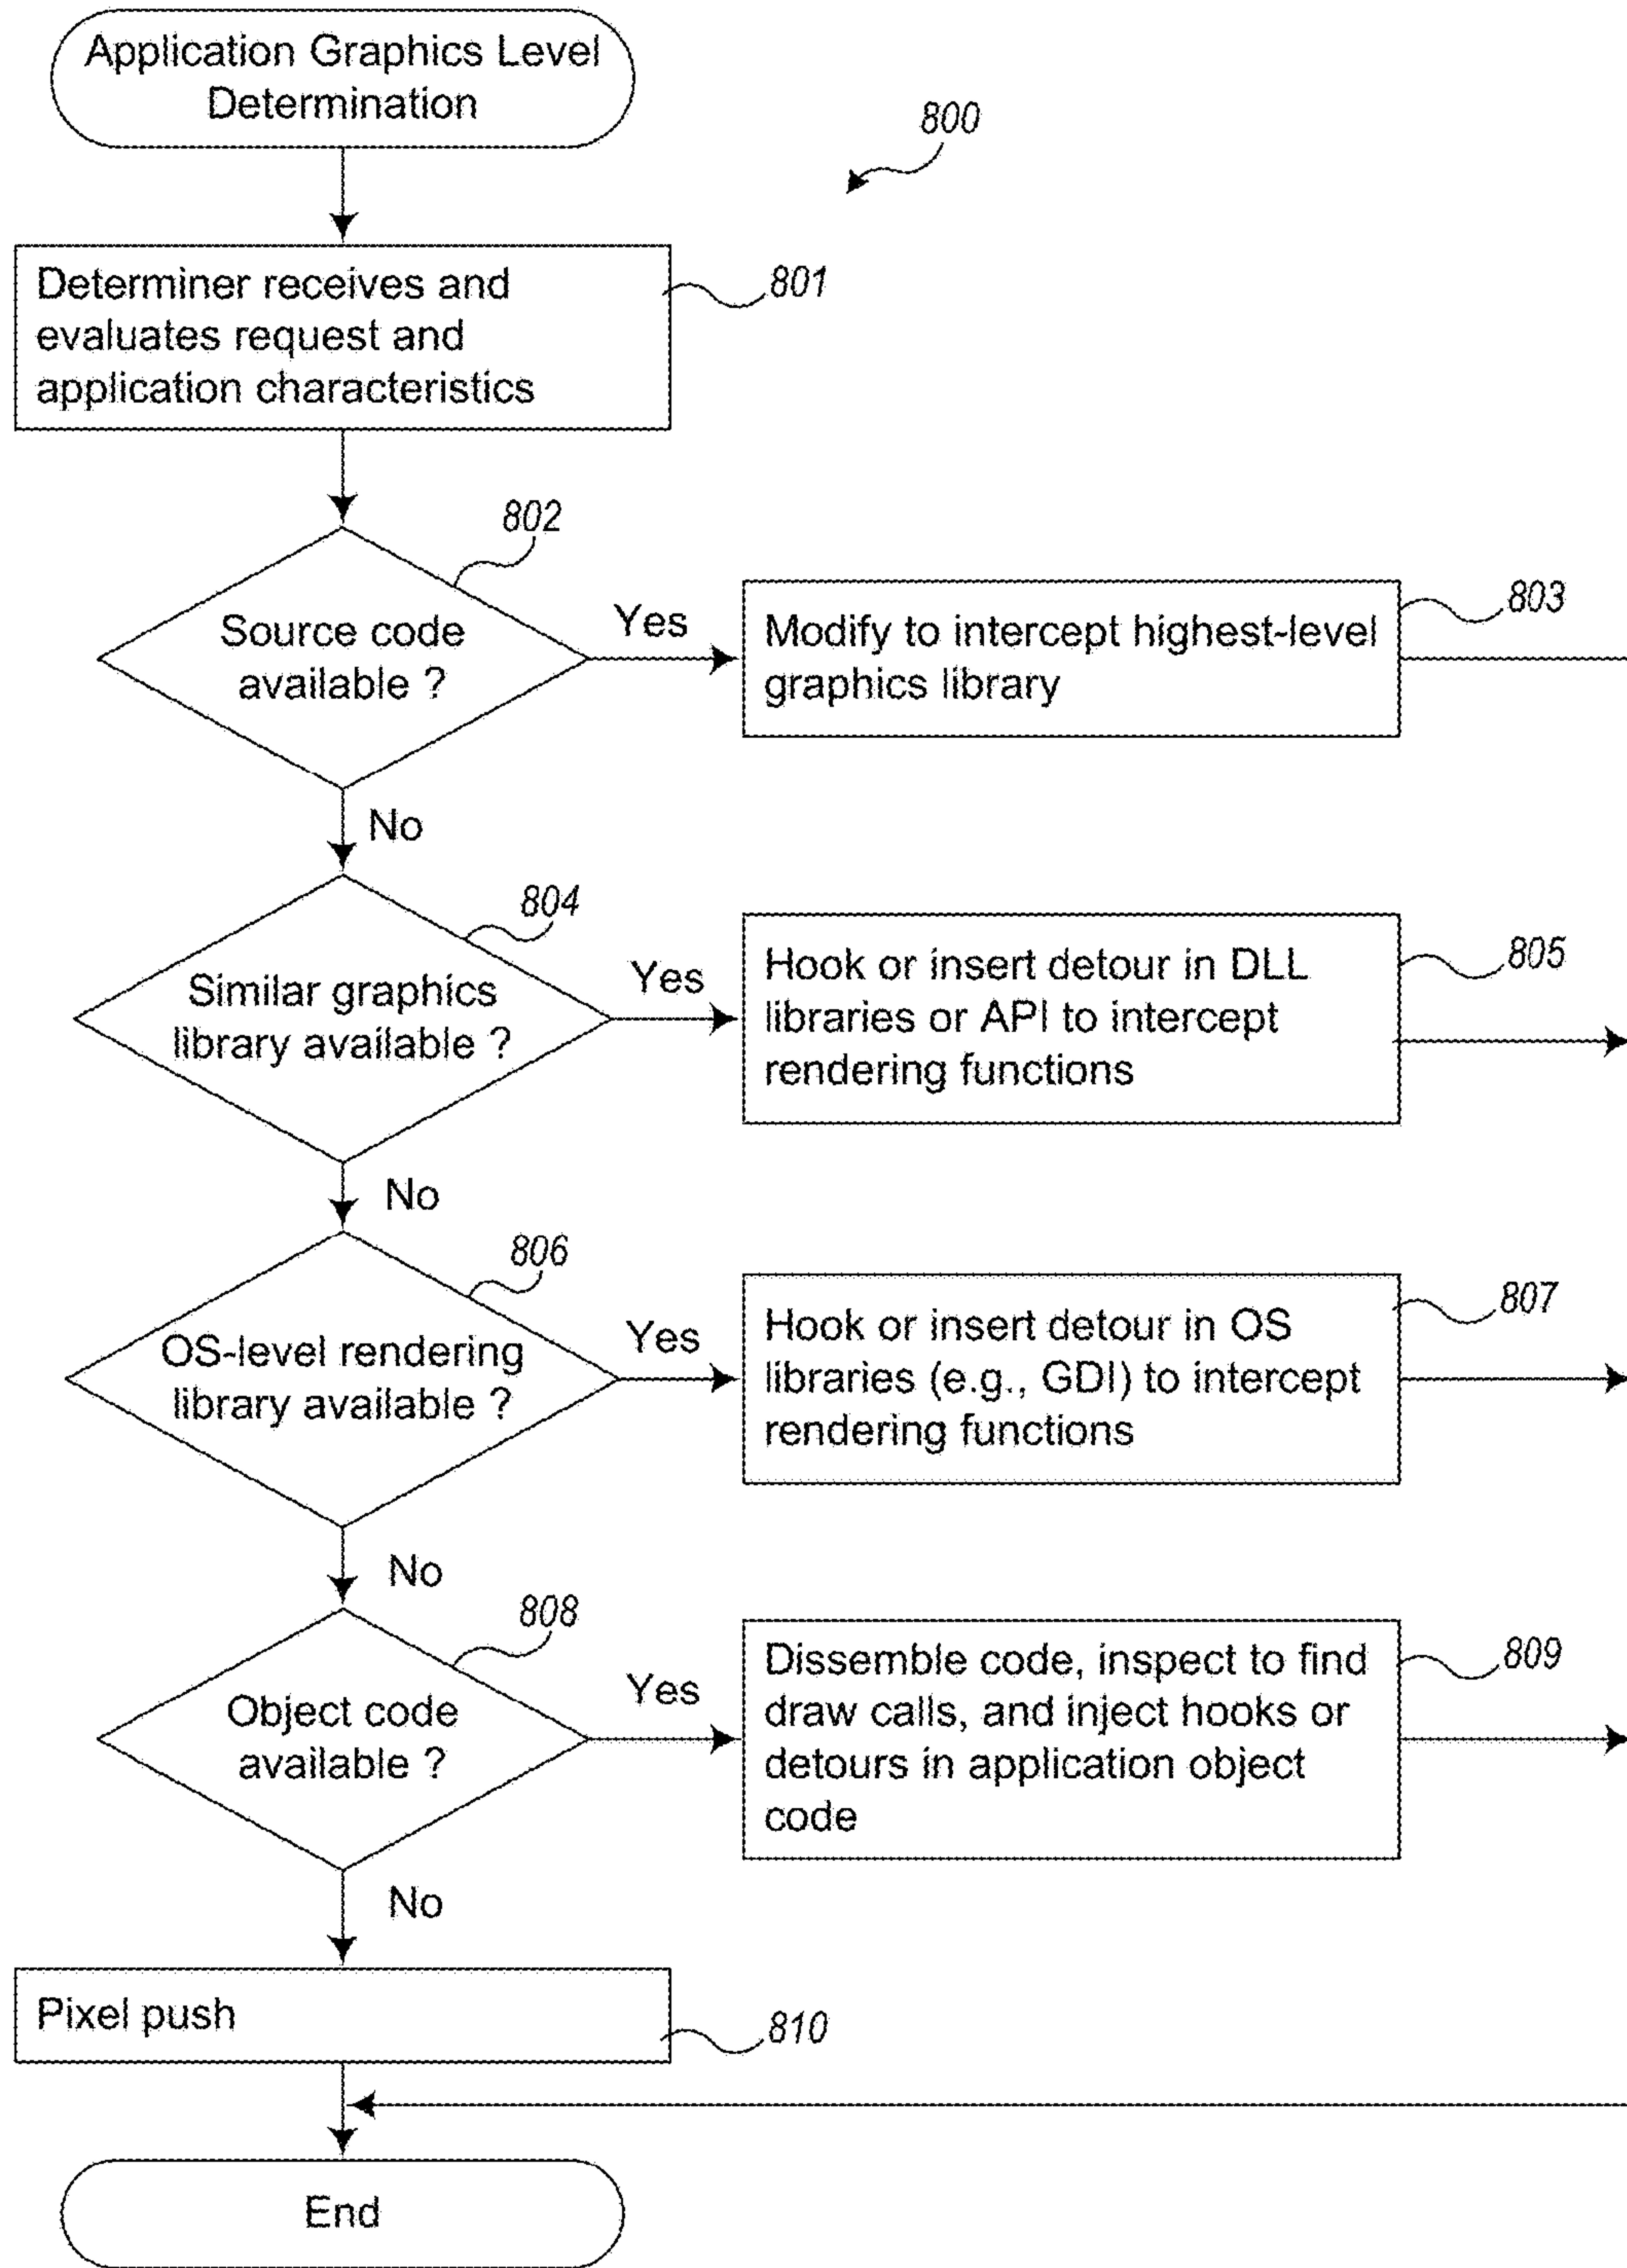 Application Graphics Level
Determination
800
Determiner receives and
evaluates request and
application characteristics
801
802
Source code
available ?
Yes
Modify to intercept highest-level
graphics library
803
No
804
Similar graphics
library available ?
Yes
Hook or insert detour in DLL
libraries or API to intercept
rendering functions
805
No
806
OS-level rendering
library available ?
Yes
Hook or insert detour in OS
libraries (e.g., GDI) to intercept
rendering functions
807
No
808
Object code
available ?
Yes
Dissemble code, inspect to find
draw calls, and inject hooks or
detours in application object
code
809
No
Pixel push
810
End